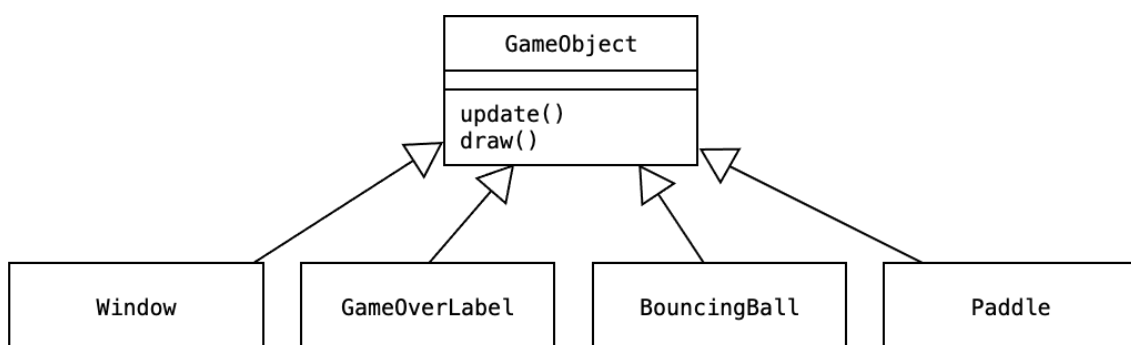 GameObject
update()
draw()
Window
GameOverLabel
BouncingBall
Paddle